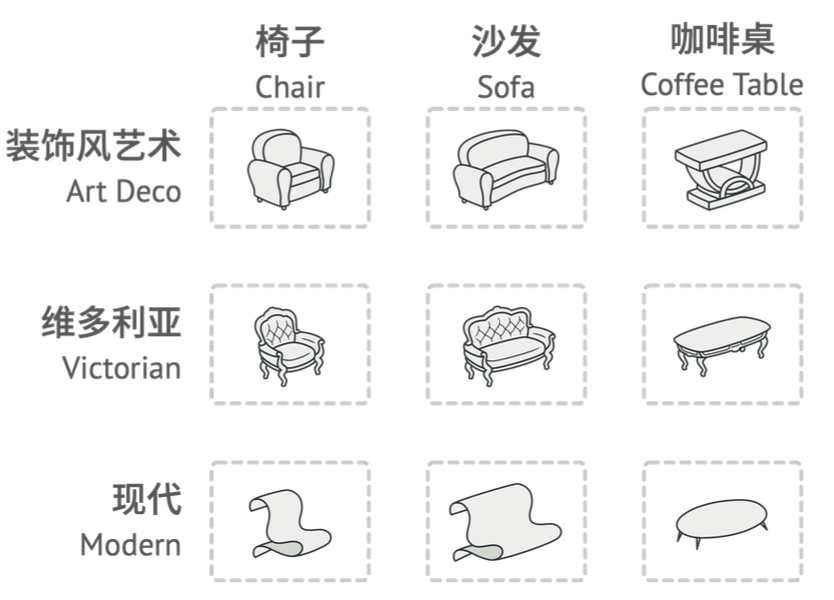 椅子
Chair
沙发
Sofa
咖啡桌
Coffee Table
装饰风艺术
Art Deco
维多利亚
Victorian
现代
Modern